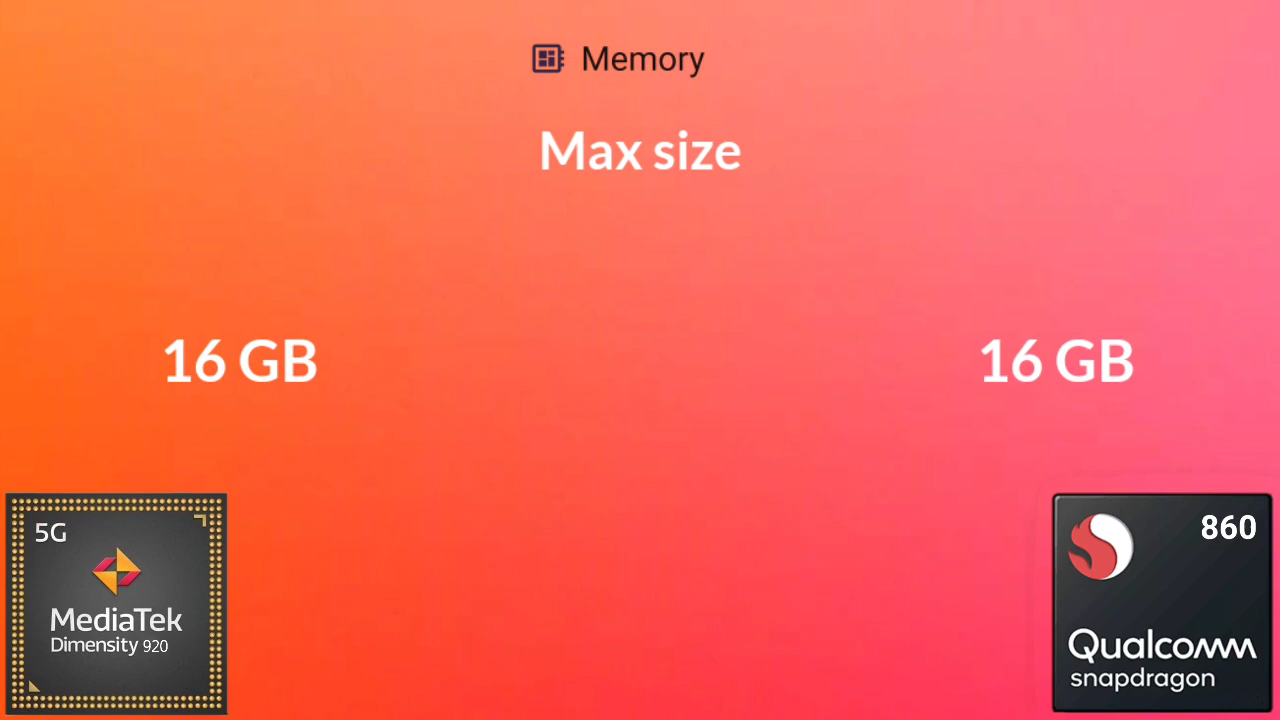 Memory
Max size
16 GB
16 GB
5G
MediaTek
Dimensity 920
860
Qualcomm
snapdragon